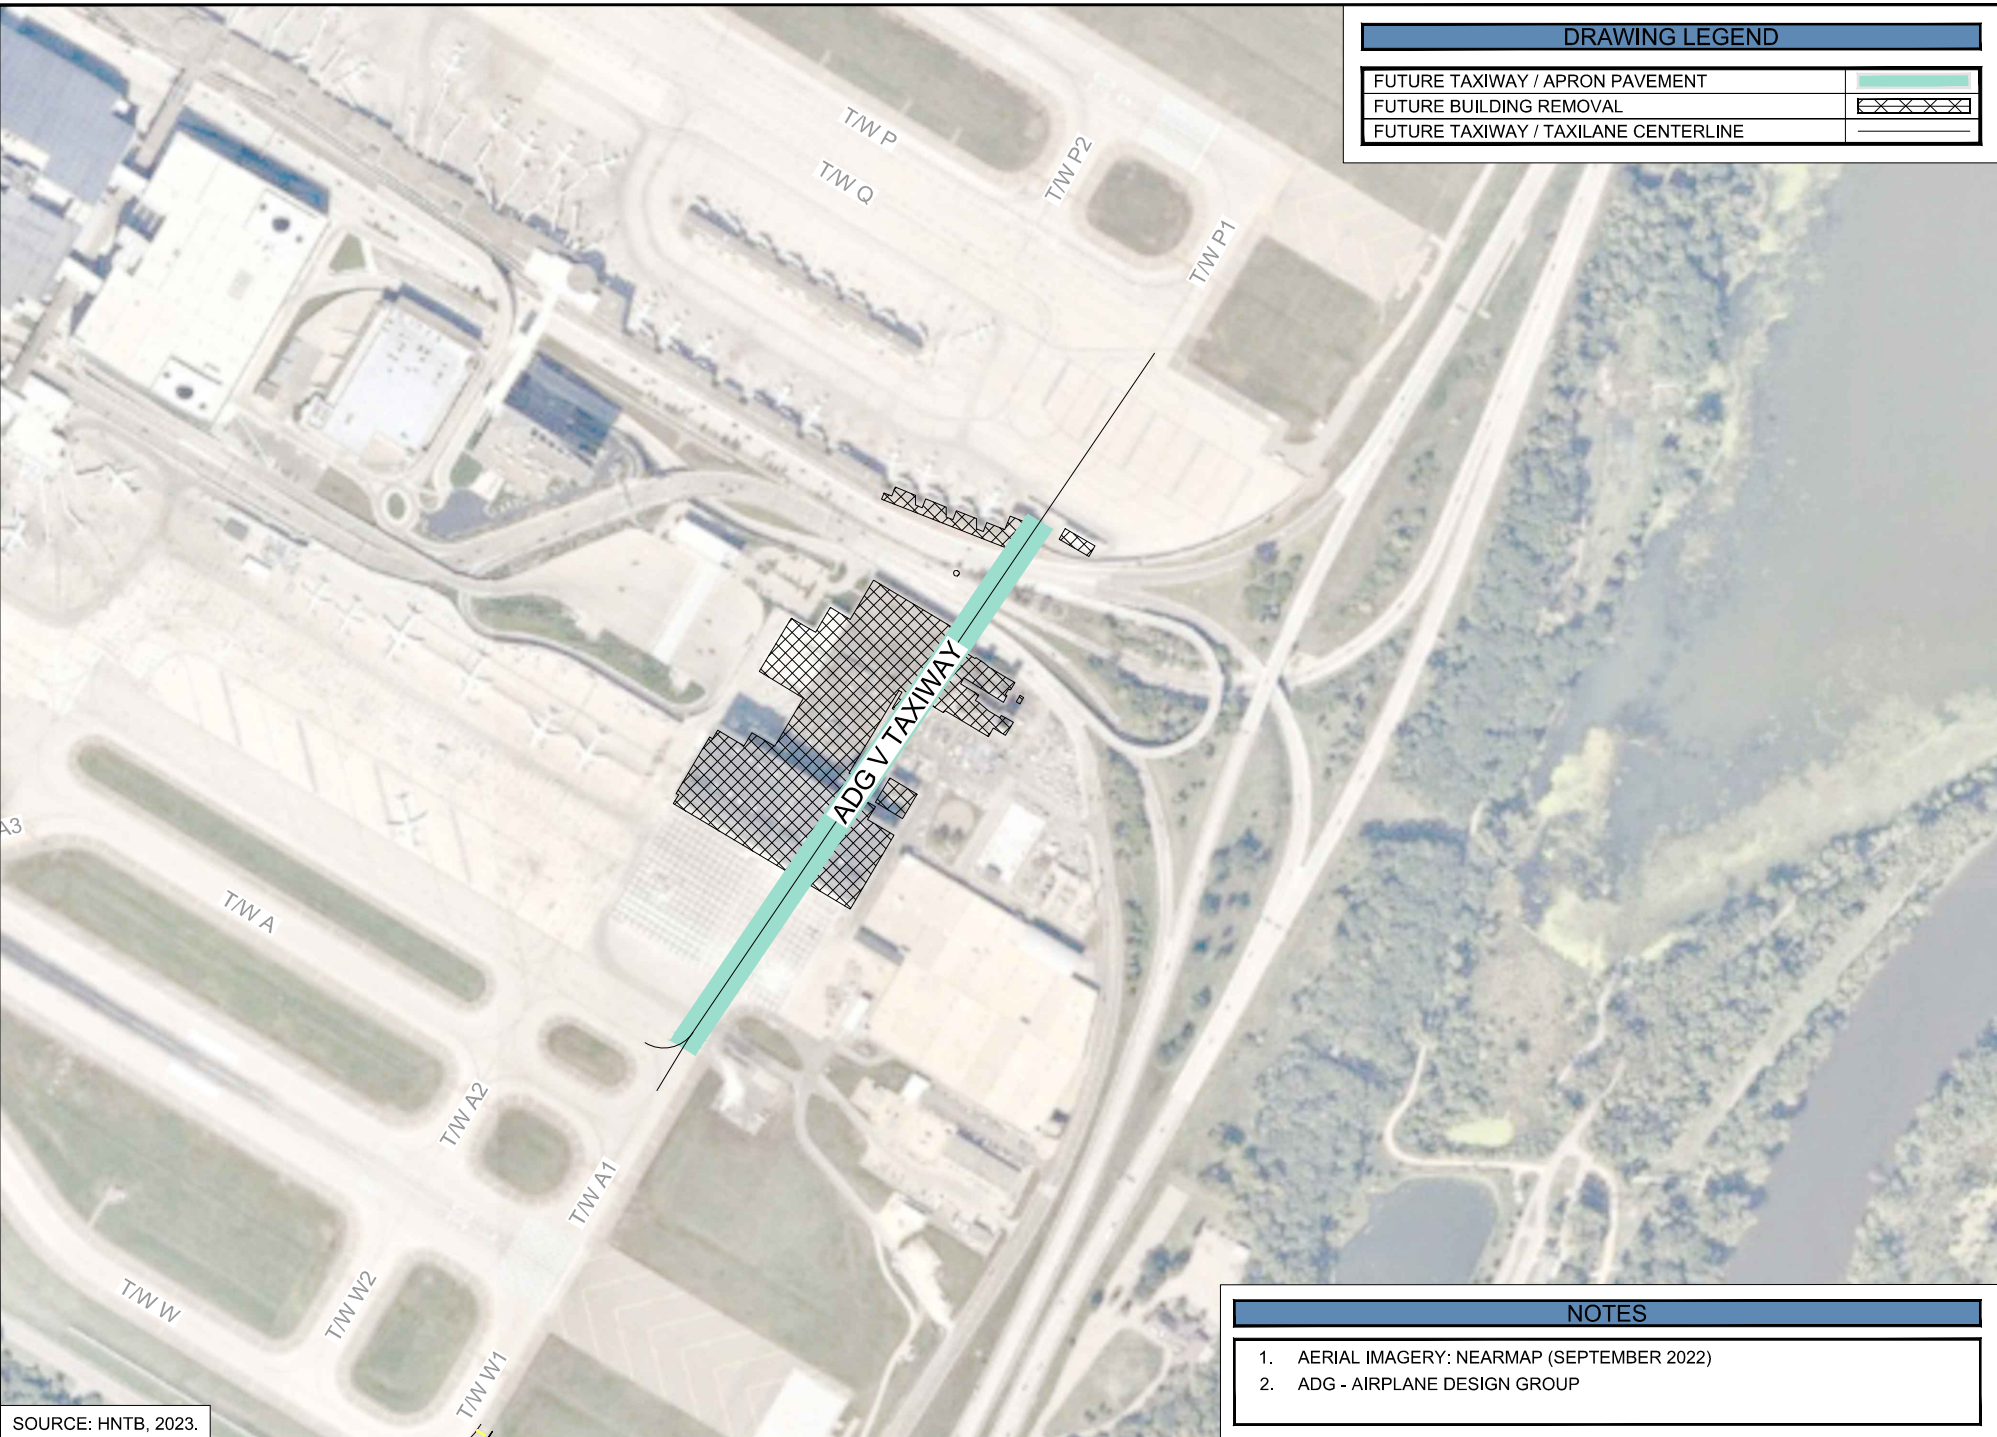 DRAWING LEGEND
FUTURE TAXIWAY / APRON PAVEMENT
FUTURE BUILDING REMOVAL
FUTURE TAXIWAY / TAXILANE CENTERLINE
T/W P
T/W Q
T/W P2
T/W P1
ADG V TAXIWAY
A3
T/W A
T/W A2
T/W A1
T/W W
T/W W2
T/W W1
NOTES
1. AERIAL IMAGERY: NEARMAP (SEPTEMBER 2022)
2. ADG - AIRPLANE DESIGN GROUP
SOURCE: HNTB, 2023.